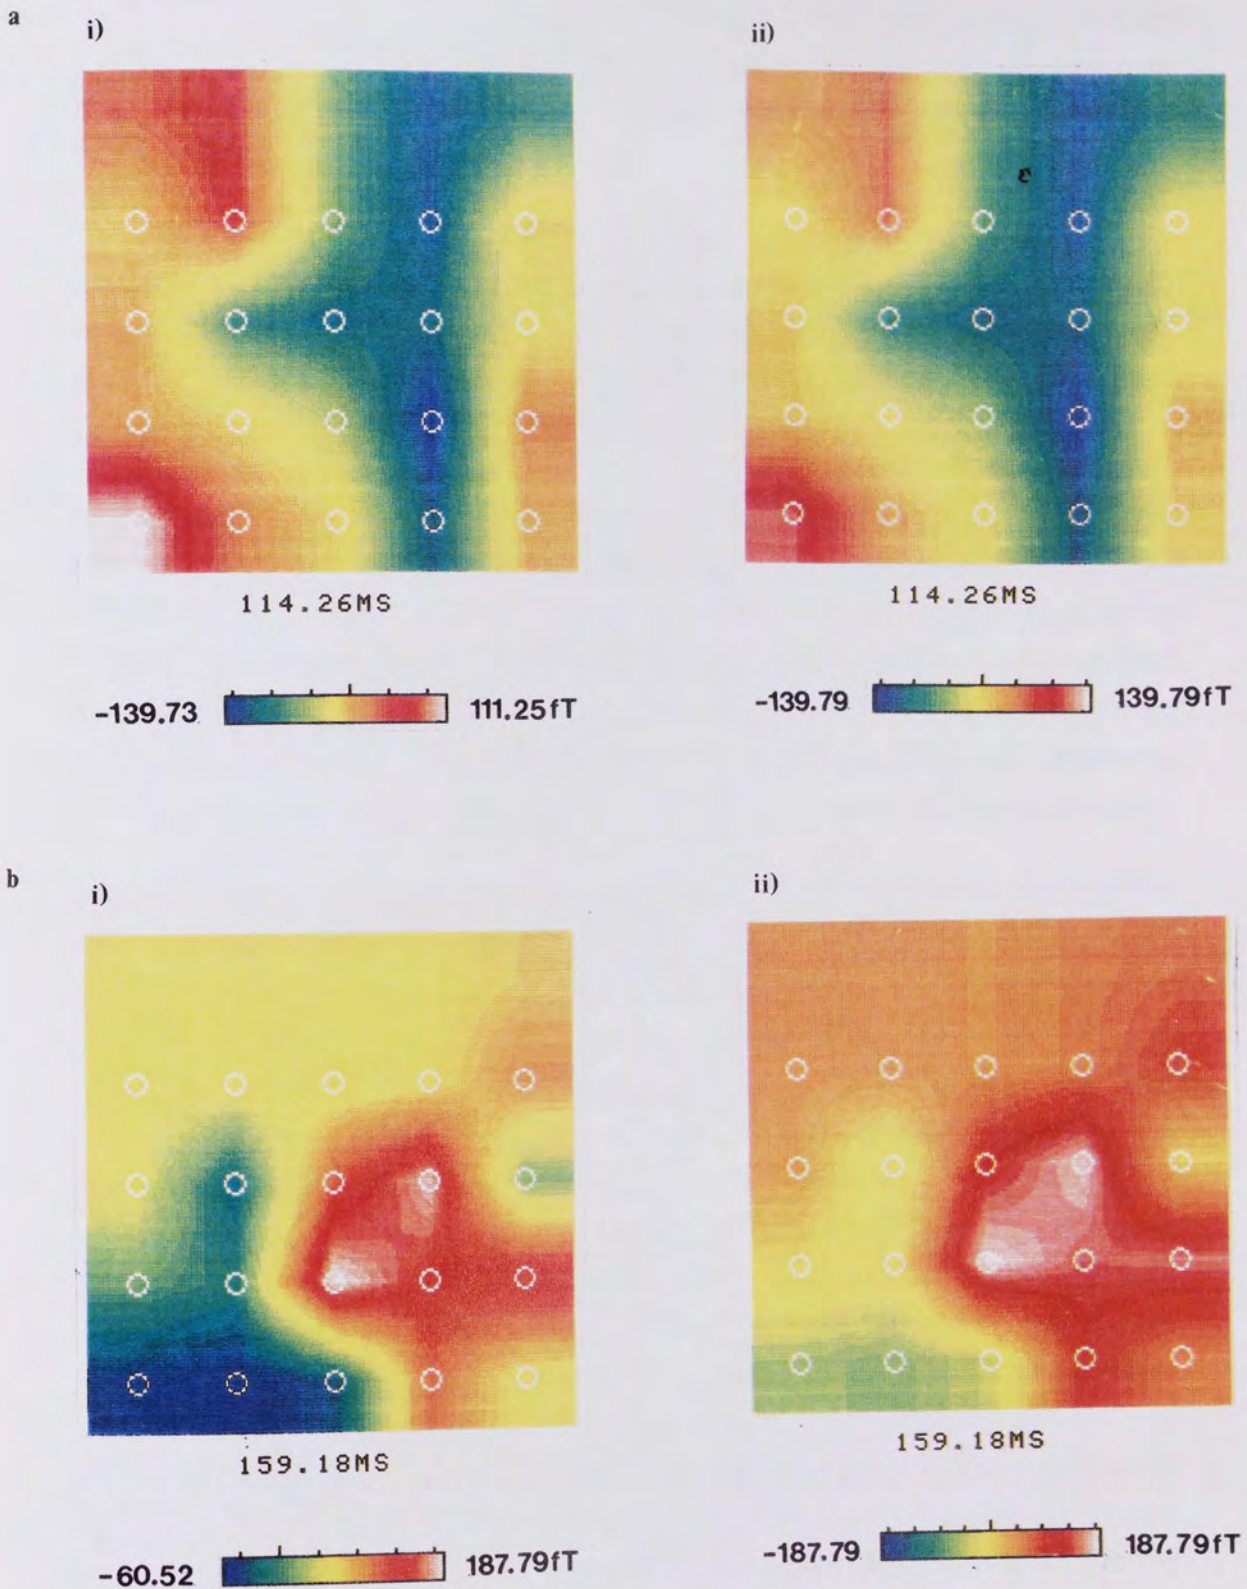 a
i)
ii)
114.26MS
114.26MS
-139.73
111.25fT
-139.79
139.79fT
b
i)
ii)
159.18MS
159.18MS
-60.52
187.79fT
-187.79
187.79fT